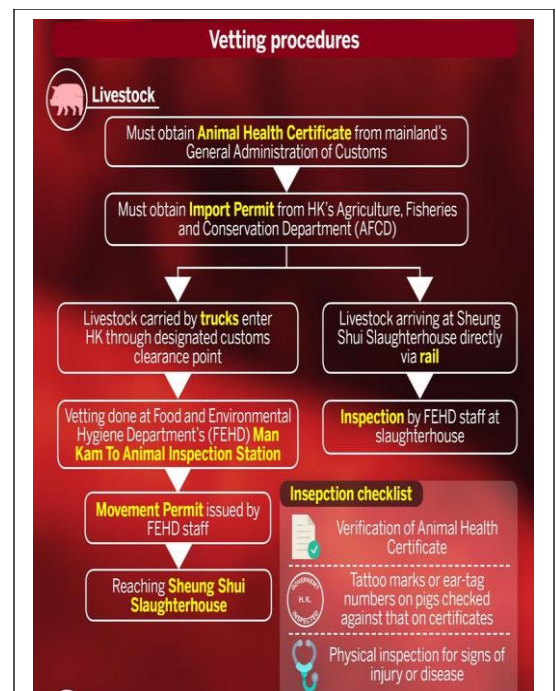 Vetting procedures
Livestock
Must obtain Animal Health Certificate from mainland's
General Administration of Customs
Must obtain Import Permit from HK's Agriculture, Fisheries
and Conservation Department (AFCD)
Livestock carried by trucks enter
HK through designated customs
clearance point
Vetting done at Food and Environmental
Hygiene Department's (FEHD) Man
Kam To Animal Inspection Station
Movement Permit issued by
FEHD staff
Reaching Sheung Shui
Slaughterhouse
Livestock arriving at Sheung
Shui Slaughterhouse directly
via rail
Inspection by FEHD staff at
slaughterhouse
Insepction checklist
Verification of Animal Health
Certificate
GOVERNMENT
H.K.
INSPECTED
Tattoo marks or ear-tag
numbers on pigs checked
against that on certificates
Physical inspection for signs of
injury or disease